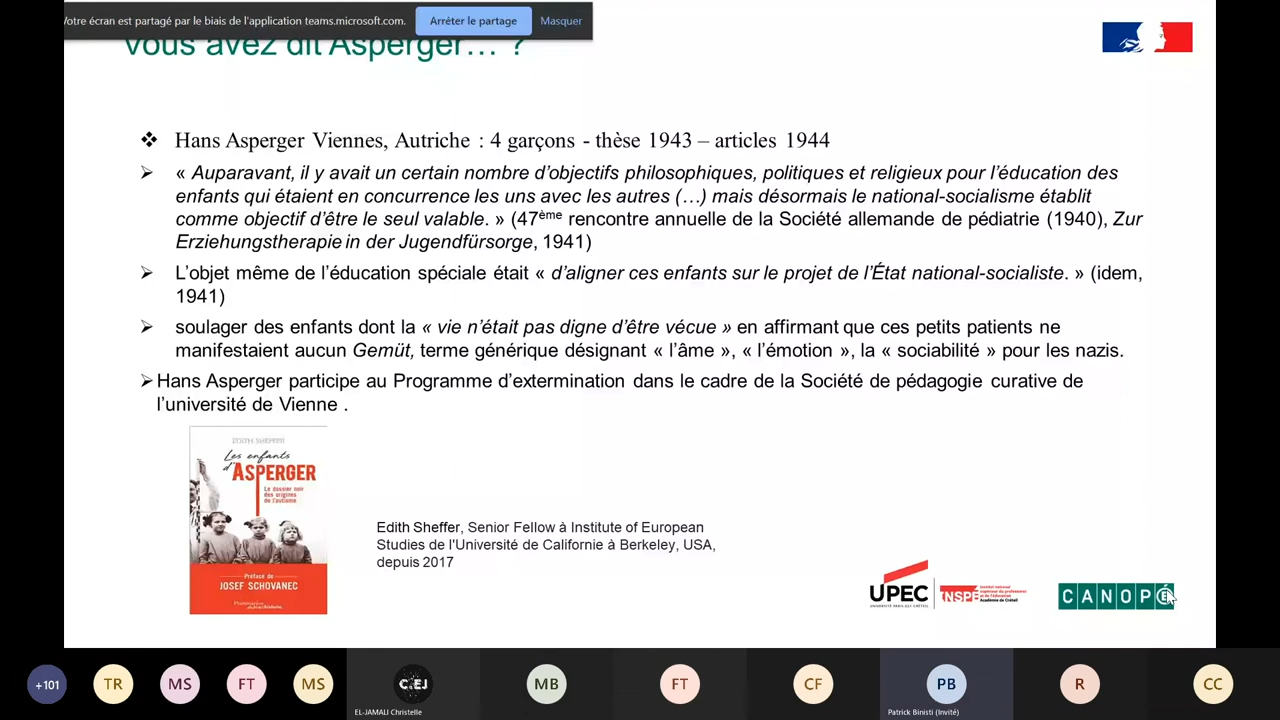 Votre écran est partagé par le biais de l'application teams.microsoft.com.
Arrêter le partage
Masquer
Vous avez dit Asperger… ?
❖ Hans Asperger Viennes, Autriche : 4 garçons - thèse 1943 – articles 1944
➢ « Auparavant, il y avait un certain nombre d’objectifs philosophiques, politiques et religieux pour l’éducation des
enfants qui étaient en concurrence les uns avec les autres (…) mais désormais le national-socialisme établit
comme objectif d’être le seul valable. » (47ème rencontre annuelle de la Société allemande de pédiatrie (1940), Zur
Erziehungstherapie in der Jugendfürsorge, 1941)
➢ L’objet même de l’éducation spéciale était « d’aligner ces enfants sur le projet de l’État national-socialiste. » (idem,
1941)
➢ soulager des enfants dont la « vie n’était pas digne d’être vécue » en affirmant que ces petits patients ne
manifestaient aucun Gemüt, terme générique désignant « l’âme », « l’émotion », la « sociabilité » pour les nazis.
➢ Hans Asperger participe au Programme d’extermination dans le cadre de la Société de pédagogie curative de
l’université de Vienne .
EDITH SHEFFER
Les enfants
d'ASPERGER
Le dossier noir
des origines
de l'autisme
Préface de
JOSEF SCHOVANEC
Edith Sheffer, Senior Fellow à Institute of European
Studies de l'Université de Californie à Berkeley, USA,
depuis 2017
UPEC
INSPÉ
CANOPÉ
+101
TR
MS
FT
MS
C.EJ
MB
FT
CF
PB
R
CC
EL-JAMALI Christelle
Patrick Binisti (Invité)